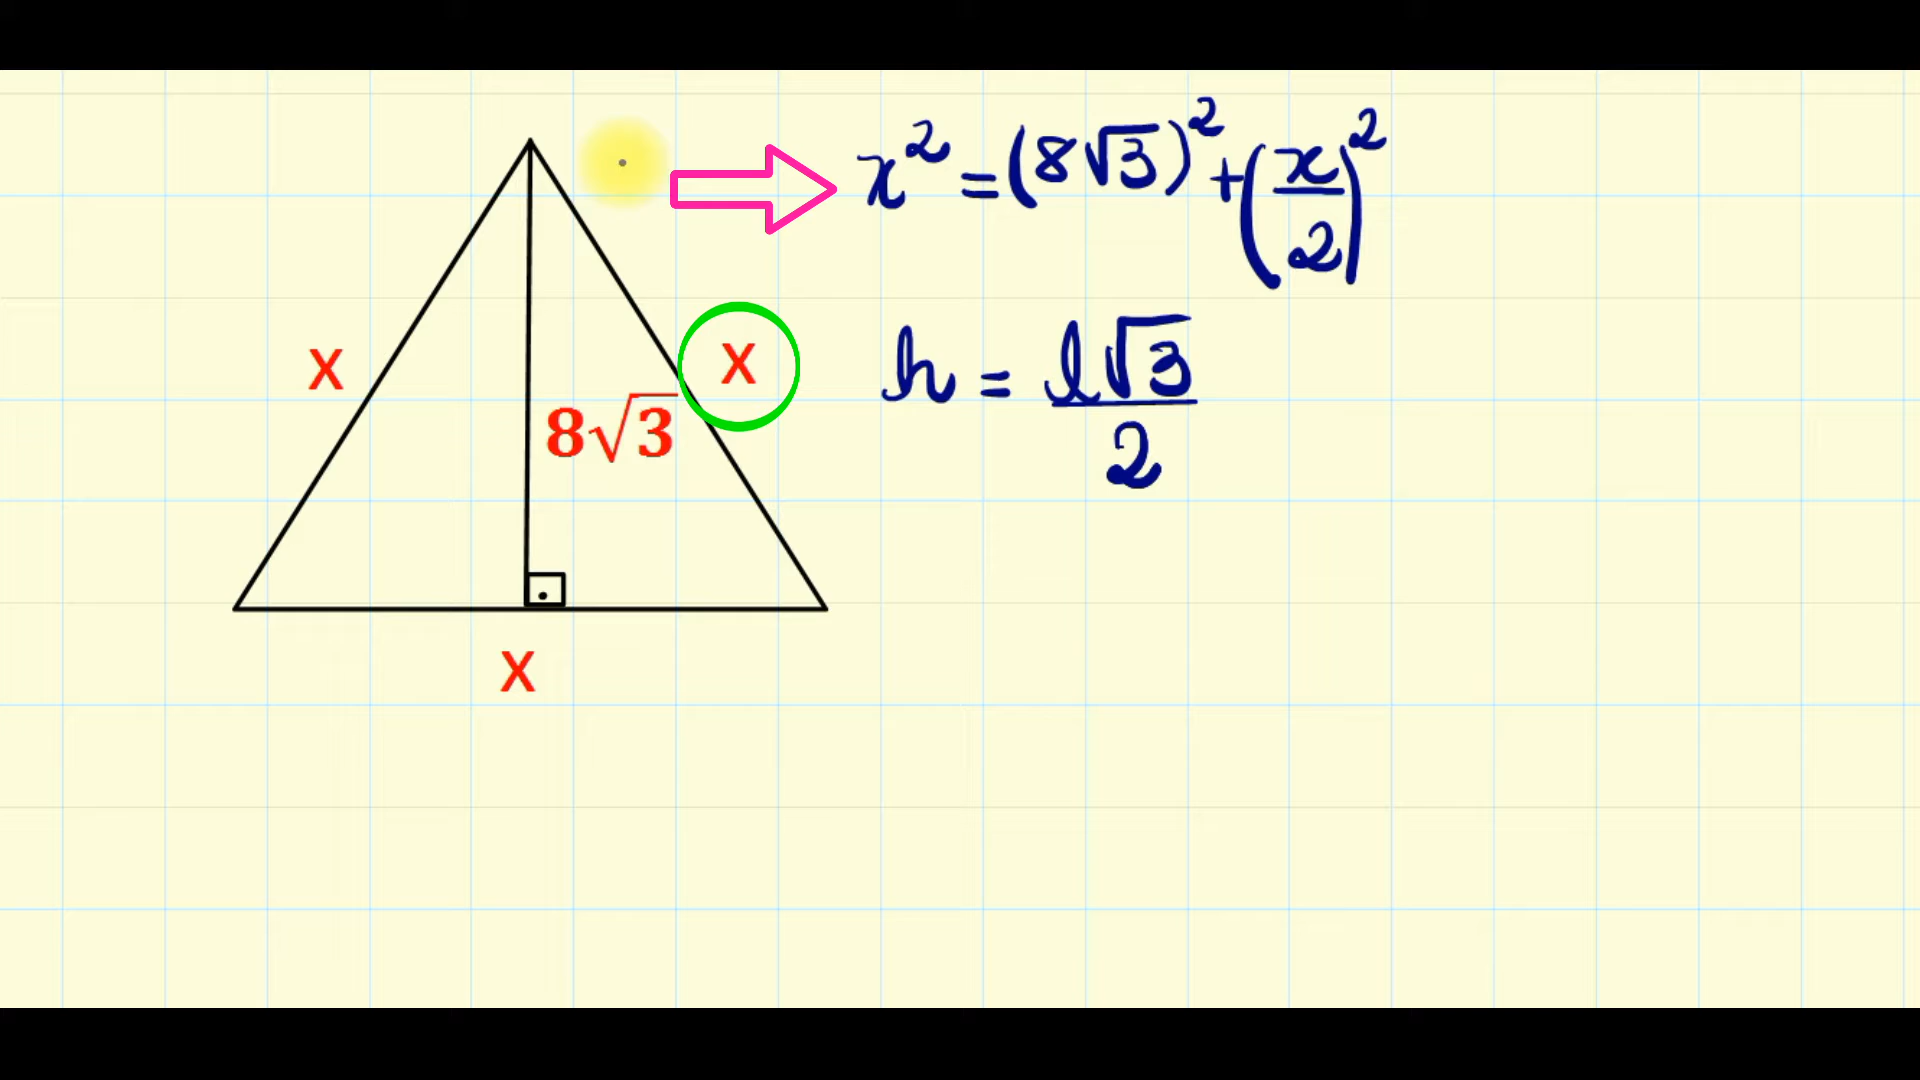 x² = (8√3)² + (x/2)²
X
X
8√3
h = l√3/2
X